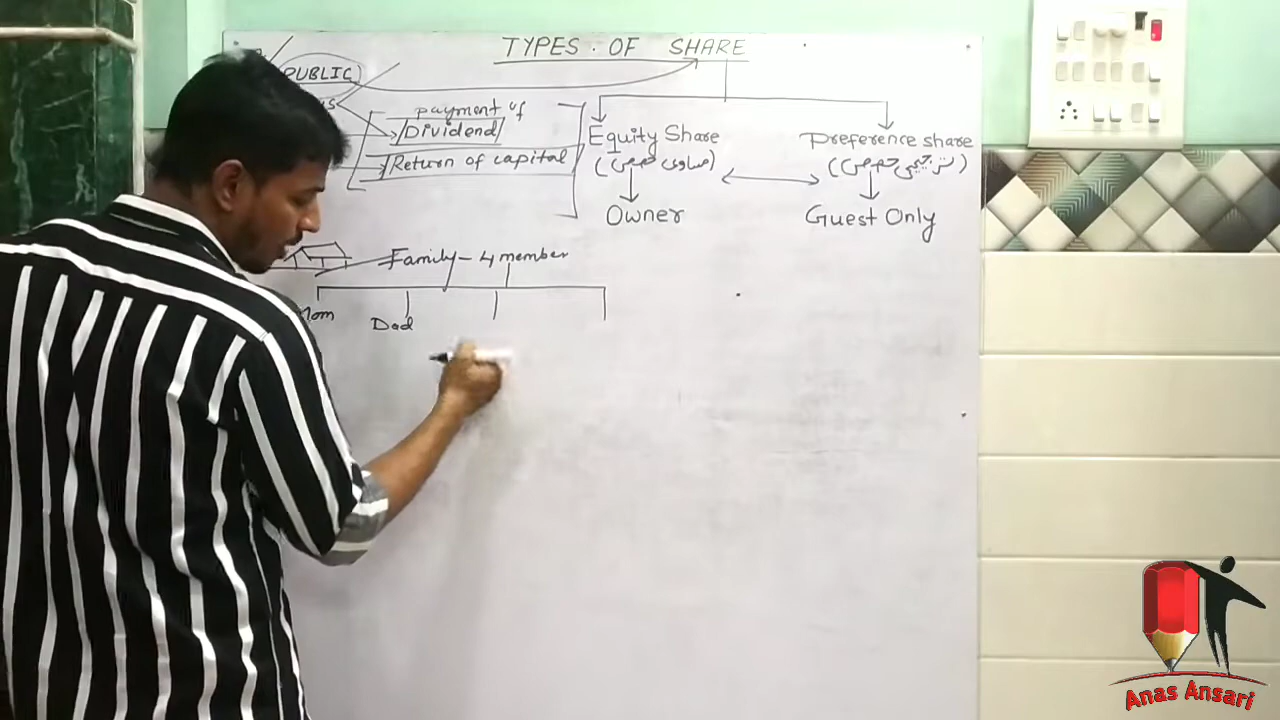 TYPES OF SHARE
PUBLIC
payment of
Dividend
Return of capital
Equity Share
(مساوی حصص)
Owner
Preference share
(ترجیحی حصص)
Guest Only
Family - 4 member
Mom
Dad
Anas Ansari